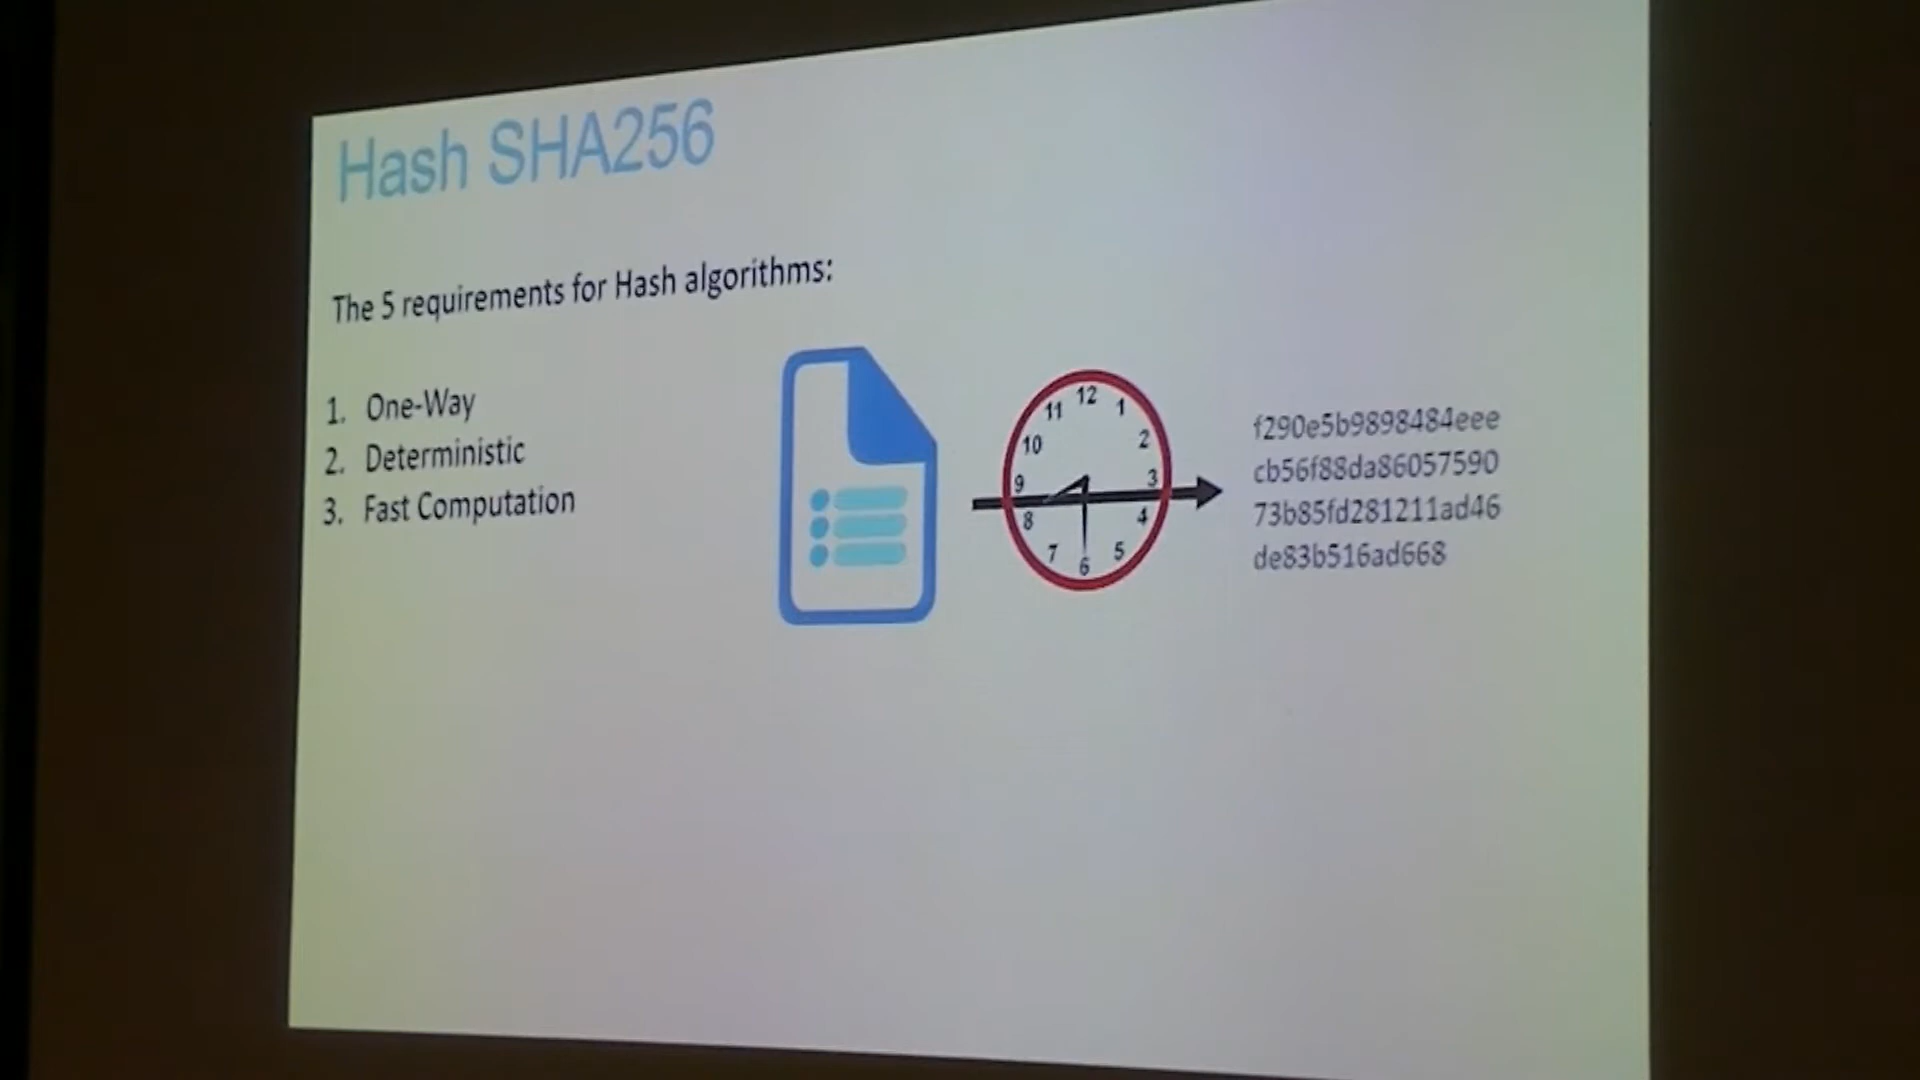 Hash SHA256
The 5 requirements for Hash algorithms:
1. One-Way
2. Deterministic
3. Fast Computation
12
11 1
10 2
9 3
8 4
7 5
6
f290e5b9898484eee
cb56f88da86057590
73b85fd281211ad46
de83b516ad668